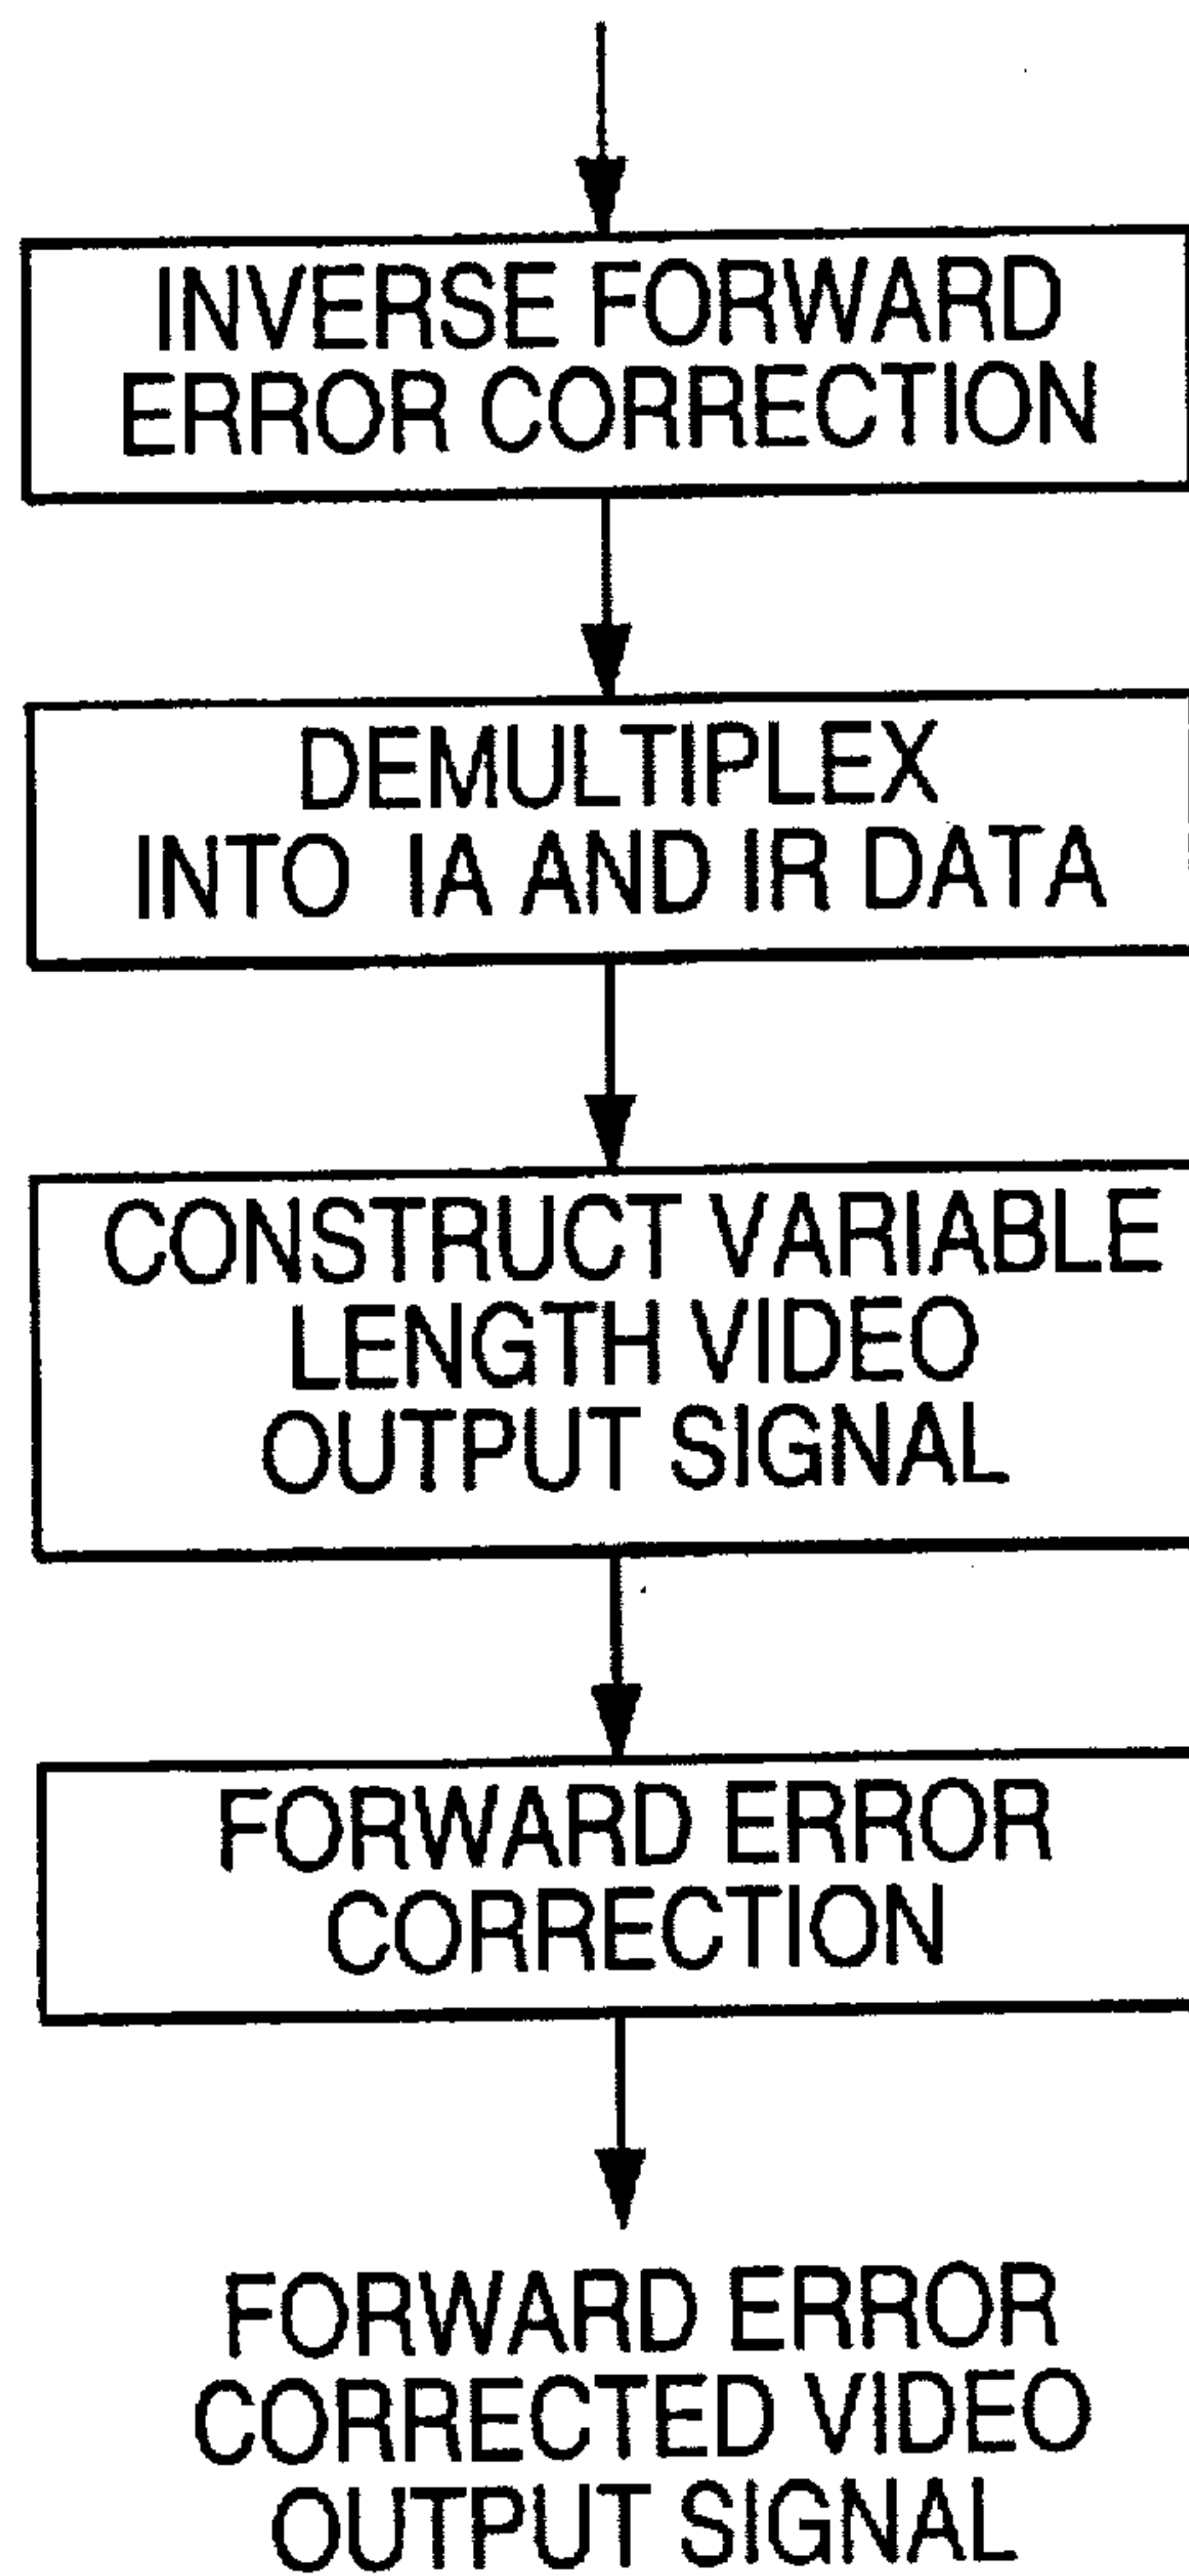 INVERSE FORWARD
ERROR CORRECTION
DEMULTIPLEX
INTO IA AND IR DATA
CONSTRUCT VARIABLE
LENGTH VIDEO
OUTPUT SIGNAL
FORWARD ERROR
CORRECTION
FORWARD ERROR
CORRECTED VIDEO
OUTPUT SIGNAL